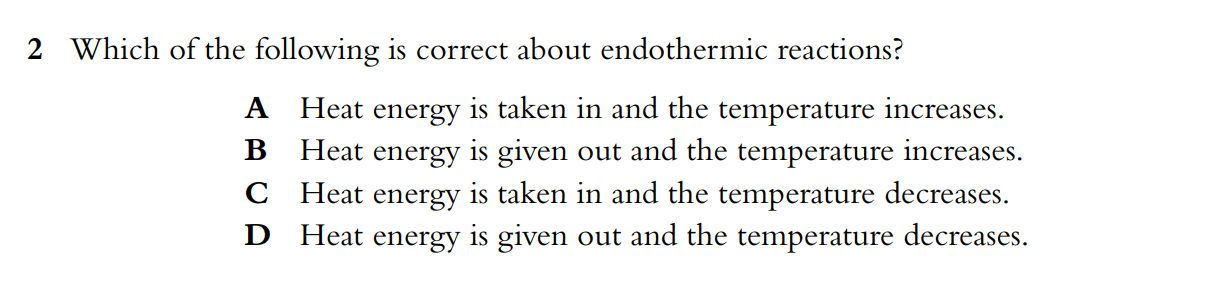 2 Which of the following is correct about endothermic reactions?
A Heat energy is taken in and the temperature increases.
B Heat energy is given out and the temperature increases.
C Heat energy is taken in and the temperature decreases.
D Heat energy is given out and the temperature decreases.